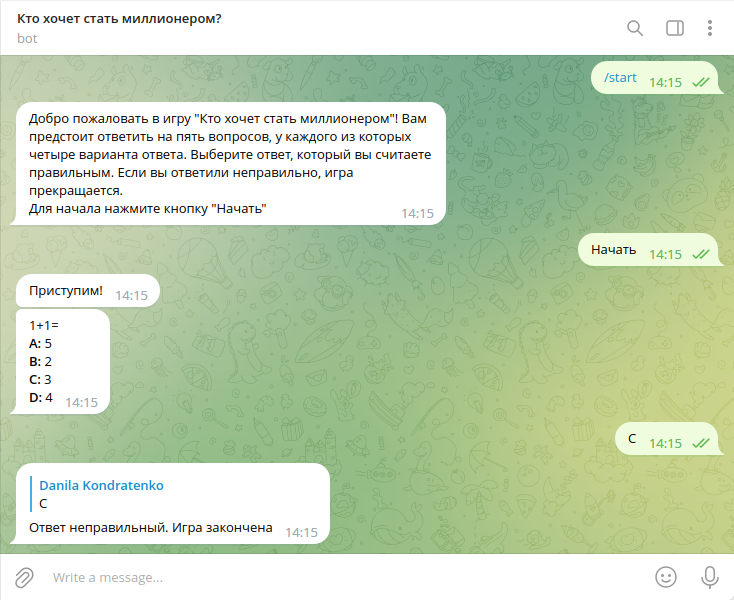 Кто хочет стать миллионером?
bot
/start 14:15
Добро пожаловать в игру "Кто хочет стать миллионером"! Вам
предстоит ответить на пять вопросов, у каждого из которых
четыре варианта ответа. Выберите ответ, который вы считаете
правильным. Если вы ответили неправильно, игра
прекращается.
Для начала нажмите кнопку "Начать" 14:15
Начать 14:15
Приступим! 14:15
1+1=
A: 5
B: 2
C: 3
D: 4 14:15
C 14:15
Danila Kondratenko
C
Ответ неправильный. Игра закончена 14:15
Write a message...